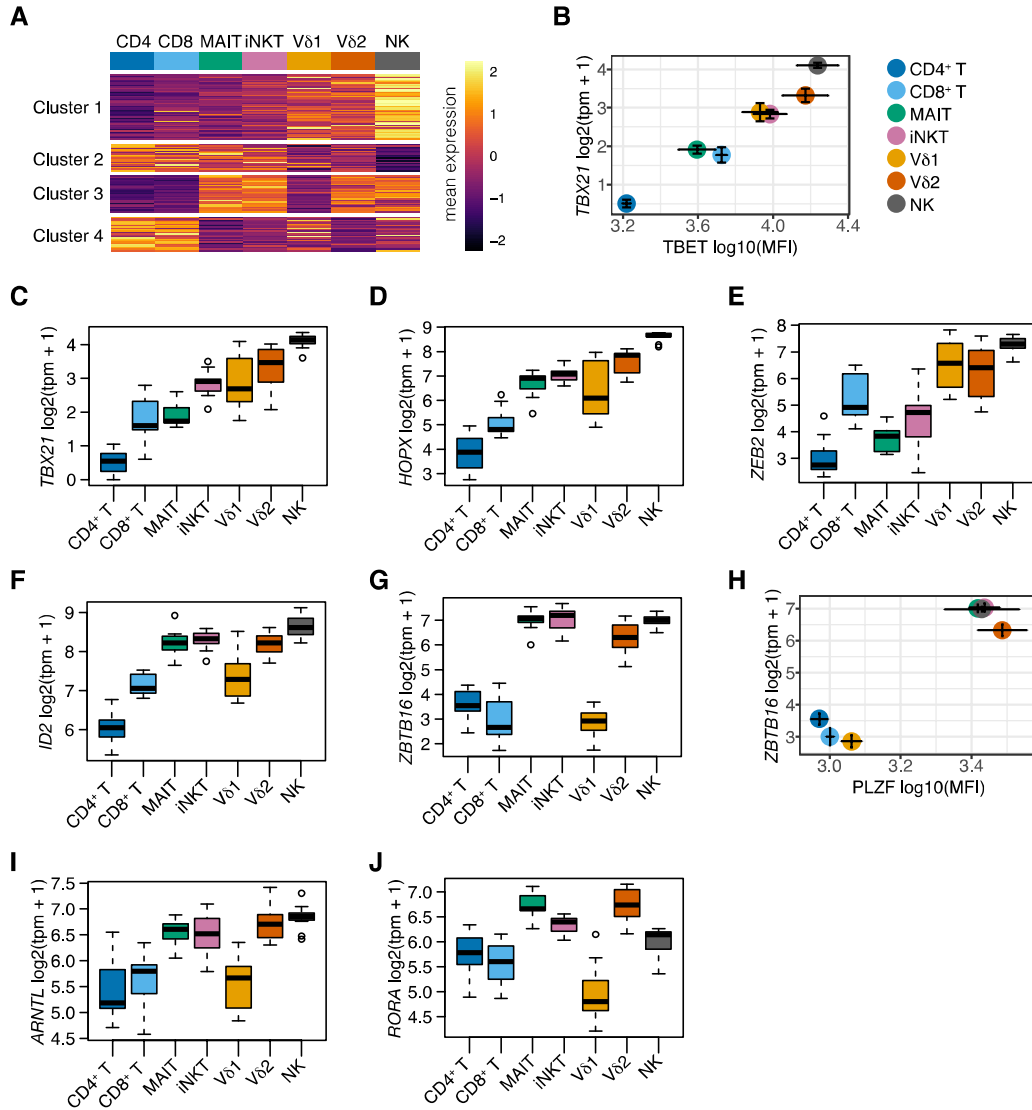 A
CD4 CD8 MAIT iNKT Vδ1 Vδ2 NK
Cluster 1
Cluster 2
Cluster 3
Cluster 4
mean expression
2
1
0
−1
−2
B
TBX21 log2(tpm + 1)
4
3
2
1
3.2 3.6 4.0 4.4
TBET log10(MFI)
CD4⁺ T
CD8⁺ T
MAIT
iNKT
Vδ1
Vδ2
NK
C
TBX21 log2(tpm + 1)
4
3
2
1
0
CD4⁺ T CD8⁺ T MAIT iNKT Vδ1 Vδ2 NK
D
HOPX log2(tpm + 1)
9
8
7
6
5
4
3
CD4⁺ T CD8⁺ T MAIT iNKT Vδ1 Vδ2 NK
E
ZEB2 log2(tpm + 1)
8
7
6
5
4
3
CD4⁺ T CD8⁺ T MAIT iNKT Vδ1 Vδ2 NK
F
ID2 log2(tpm + 1)
9
8
7
6
CD4⁺ T CD8⁺ T MAIT iNKT Vδ1 Vδ2 NK
G
ZBTB16 log2(tpm + 1)
7
6
5
4
3
2
CD4⁺ T CD8⁺ T MAIT iNKT Vδ1 Vδ2 NK
H
ZBTB16 log2(tpm + 1)
7
6
5
4
3
3.0 3.2 3.4
PLZF log10(MFI)
I
ARNTL log2(tpm + 1)
7.5
7.0
6.5
6.0
5.5
5.0
4.5
CD4⁺ T CD8⁺ T MAIT iNKT Vδ1 Vδ2 NK
J
RORA log2(tpm + 1)
7.0
6.5
6.0
5.5
5.0
4.5
CD4⁺ T CD8⁺ T MAIT iNKT Vδ1 Vδ2 NK